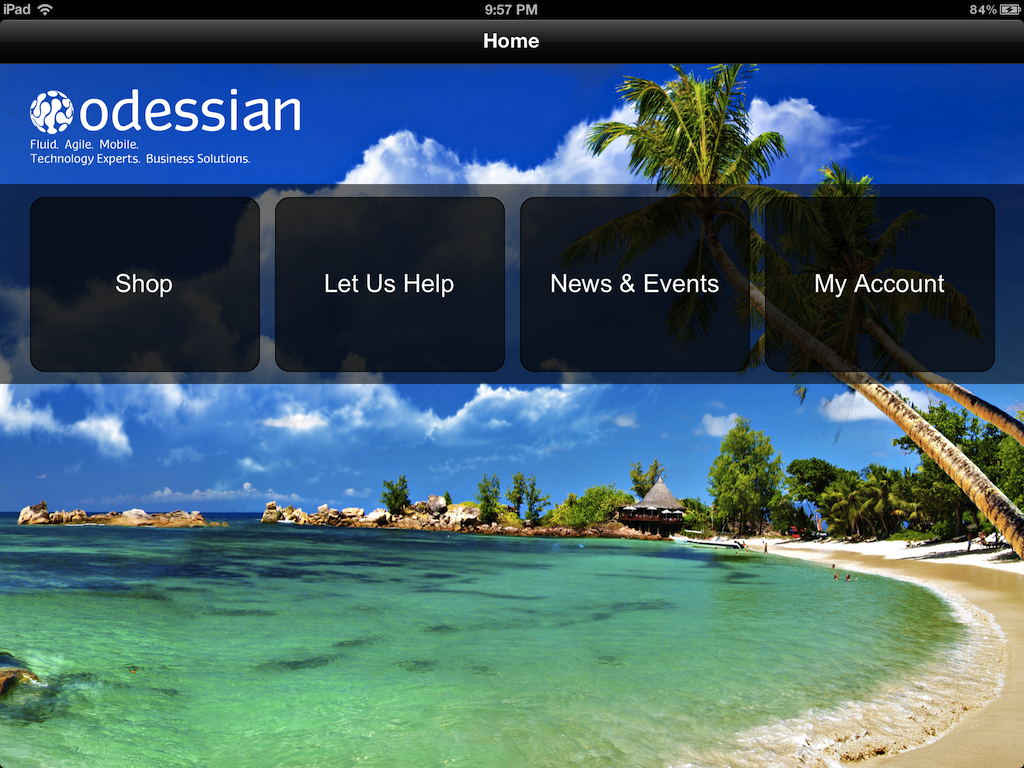 iPad 9:57 PM 84%
Home
odessian
Fluid. Agile. Mobile.
Technology Experts. Business Solutions.
Shop
Let Us Help
News & Events
My Account